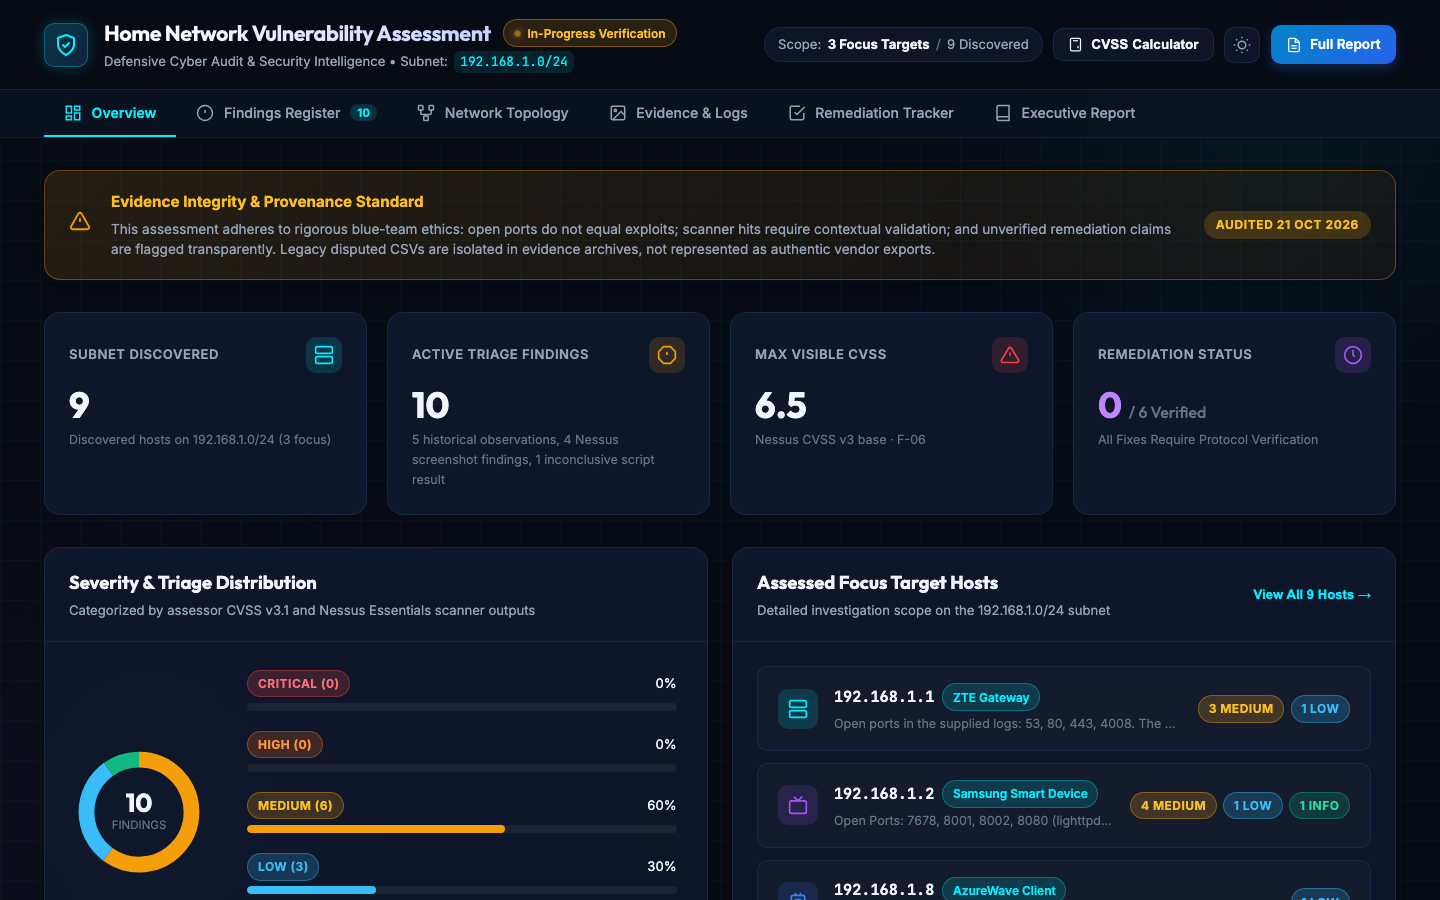 Home Network Vulnerability Assessment
In-Progress Verification
Defensive Cyber Audit & Security Intelligence • Subnet: 192.168.1.0/24
Scope: 3 Focus Targets / 9 Discovered
CVSS Calculator
Full Report
Overview
Findings Register 10
Network Topology
Evidence & Logs
Remediation Tracker
Executive Report
Evidence Integrity & Provenance Standard
This assessment adheres to rigorous blue-team ethics: open ports do not equal exploits; scanner hits require contextual validation; and unverified remediation claims
are flagged transparently. Legacy disputed CSVs are isolated in evidence archives, not represented as authentic vendor exports.
AUDITED 21 OCT 2026
SUBNET DISCOVERED
9
Discovered hosts on 192.168.1.0/24 (3 focus)
ACTIVE TRIAGE FINDINGS
10
5 historical observations, 4 Nessus
screenshot findings, 1 inconclusive script
result
MAX VISIBLE CVSS
6.5
Nessus CVSS v3 base · F-06
REMEDIATION STATUS
0 / 6 Verified
All Fixes Require Protocol Verification
Severity & Triage Distribution
Categorized by assessor CVSS v3.1 and Nessus Essentials scanner outputs
10
FINDINGS
CRITICAL (0)
0%
HIGH (0)
0%
MEDIUM (6)
60%
LOW (3)
30%
Assessed Focus Target Hosts
Detailed investigation scope on the 192.168.1.0/24 subnet
View All 9 Hosts →
192.168.1.1
ZTE Gateway
Open ports in the supplied logs: 53, 80, 443, 4008. The ...
3 MEDIUM
1 LOW
192.168.1.2
Samsung Smart Device
Open Ports: 7678, 8001, 8002, 8080 (lighttpd...
4 MEDIUM
1 LOW
1 INFO
192.168.1.8
AzureWave Client
1 LOW